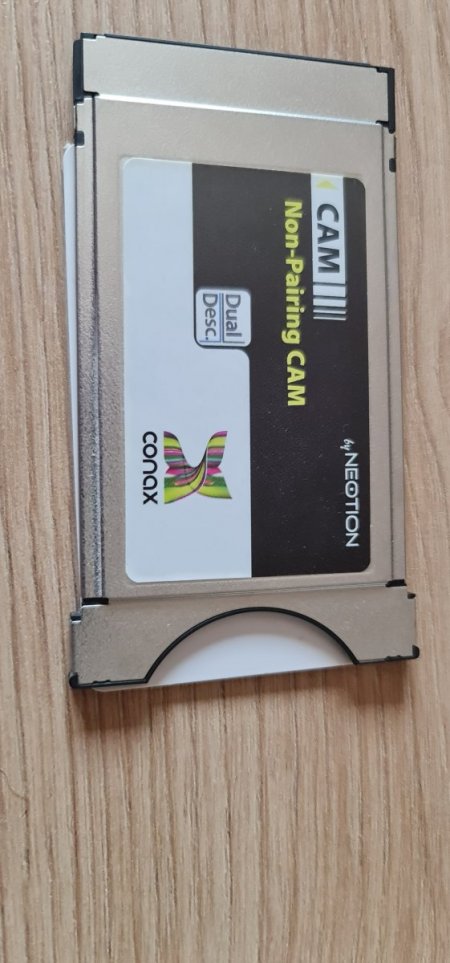 CAM
Non-Pairing CAM
Dual
Desc.
by NEOTION
conax